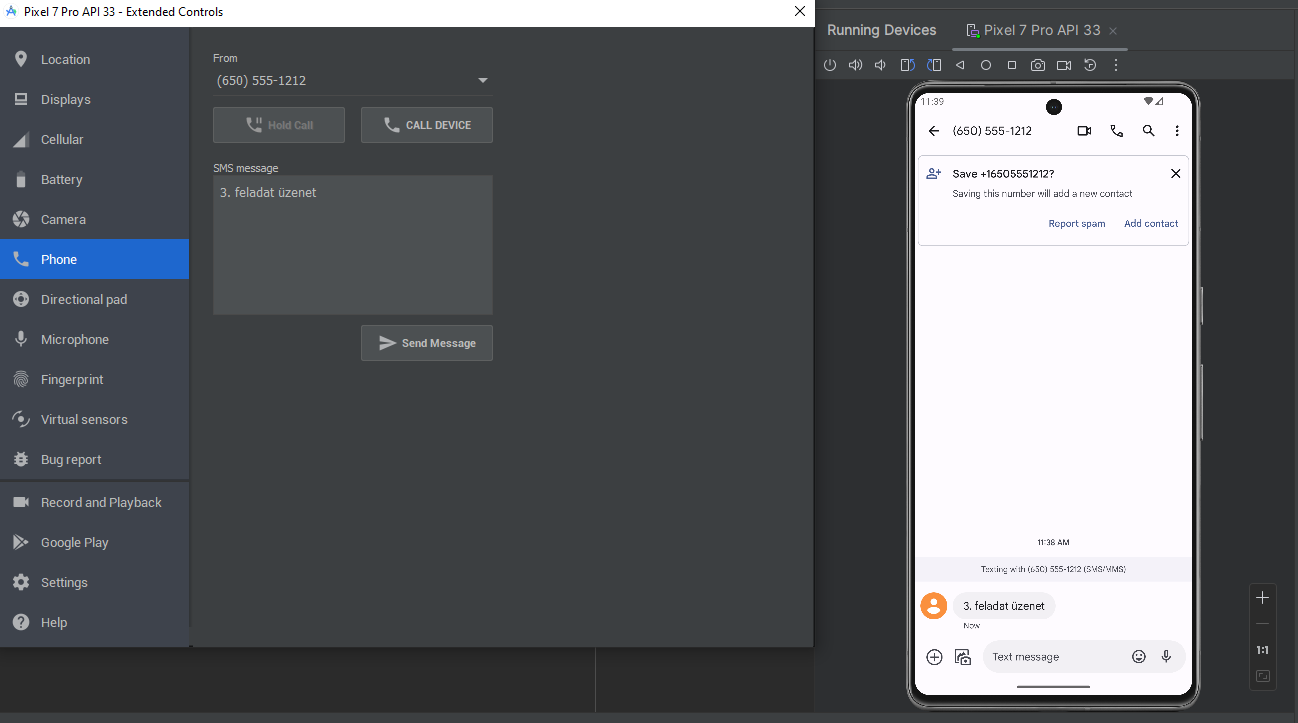 Pixel 7 Pro API 33 - Extended Controls
Location
Displays
Cellular
Battery
Camera
Phone
Directional pad
Microphone
Fingerprint
Virtual sensors
Bug report
Record and Playback
Google Play
Settings
Help
From
(650) 555-1212
Hold Call
CALL DEVICE
SMS message
3. feladat üzenet
Send Message
Running Devices
Pixel 7 Pro API 33
11:39
(650) 555-1212
Save +16505551212?
Saving this number will add a new contact
Report spam
Add contact
11:38 AM
Texting with (650) 555-1212 (SMS/MMS)
3. feladat üzenet
Now
Text message
1:1